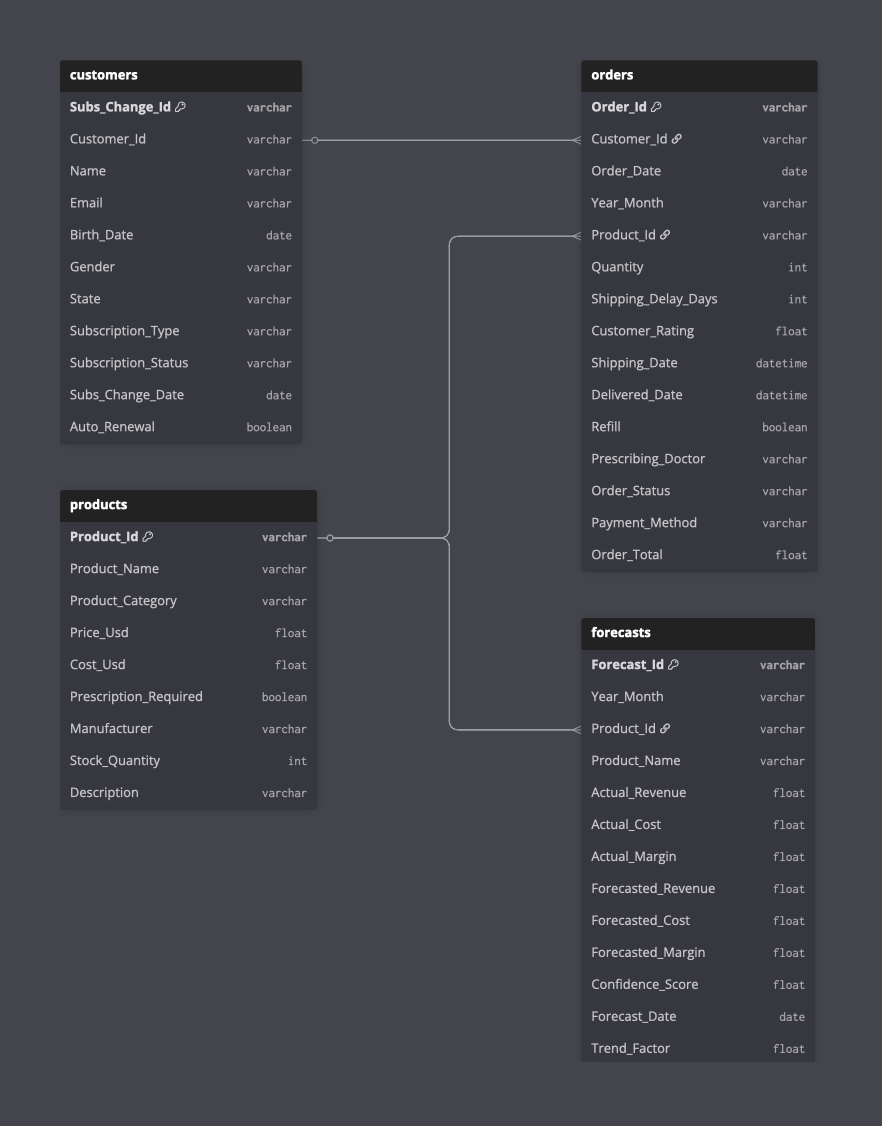 customers
Subs_Change_Id varchar
Customer_Id varchar
Name varchar
Email varchar
Birth_Date date
Gender varchar
State varchar
Subscription_Type varchar
Subscription_Status varchar
Subs_Change_Date date
Auto_Renewal boolean
products
Product_Id varchar
Product_Name varchar
Product_Category varchar
Price_Usd float
Cost_Usd float
Prescription_Required boolean
Manufacturer varchar
Stock_Quantity int
Description varchar
orders
Order_Id varchar
Customer_Id varchar
Order_Date date
Year_Month varchar
Product_Id varchar
Quantity int
Shipping_Delay_Days int
Customer_Rating float
Shipping_Date datetime
Delivered_Date datetime
Refill boolean
Prescribing_Doctor varchar
Order_Status varchar
Payment_Method varchar
Order_Total float
forecasts
Forecast_Id varchar
Year_Month varchar
Product_Id varchar
Product_Name varchar
Actual_Revenue float
Actual_Cost float
Actual_Margin float
Forecasted_Revenue float
Forecasted_Cost float
Forecasted_Margin float
Confidence_Score float
Forecast_Date date
Trend_Factor float